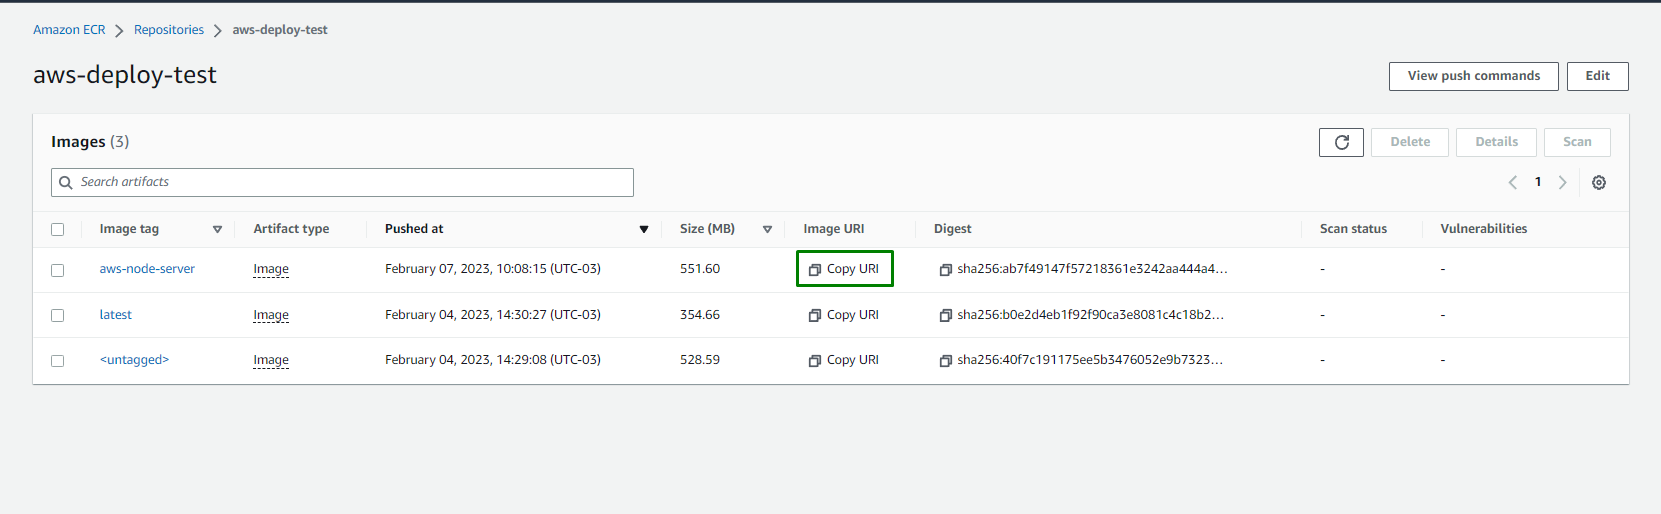 Amazon ECR > Repositories > aws-deploy-test
aws-deploy-test
View push commands Edit
Images (3)
Delete Details Scan
Search artifacts
1
Image tag Artifact type Pushed at Size (MB) Image URI Digest Scan status Vulnerabilities
aws-node-server Image February 07, 2023, 10:08:15 (UTC-03) 551.60 Copy URI sha256:ab7f49147f57218361e3242aa444a4... - -
latest Image February 04, 2023, 14:30:27 (UTC-03) 354.66 Copy URI sha256:b0e2d4eb1f92f90ca3e8081c4c18b2... - -
<untagged> Image February 04, 2023, 14:29:08 (UTC-03) 528.59 Copy URI sha256:40f7c191175ee5b3476052e9b7323... - -